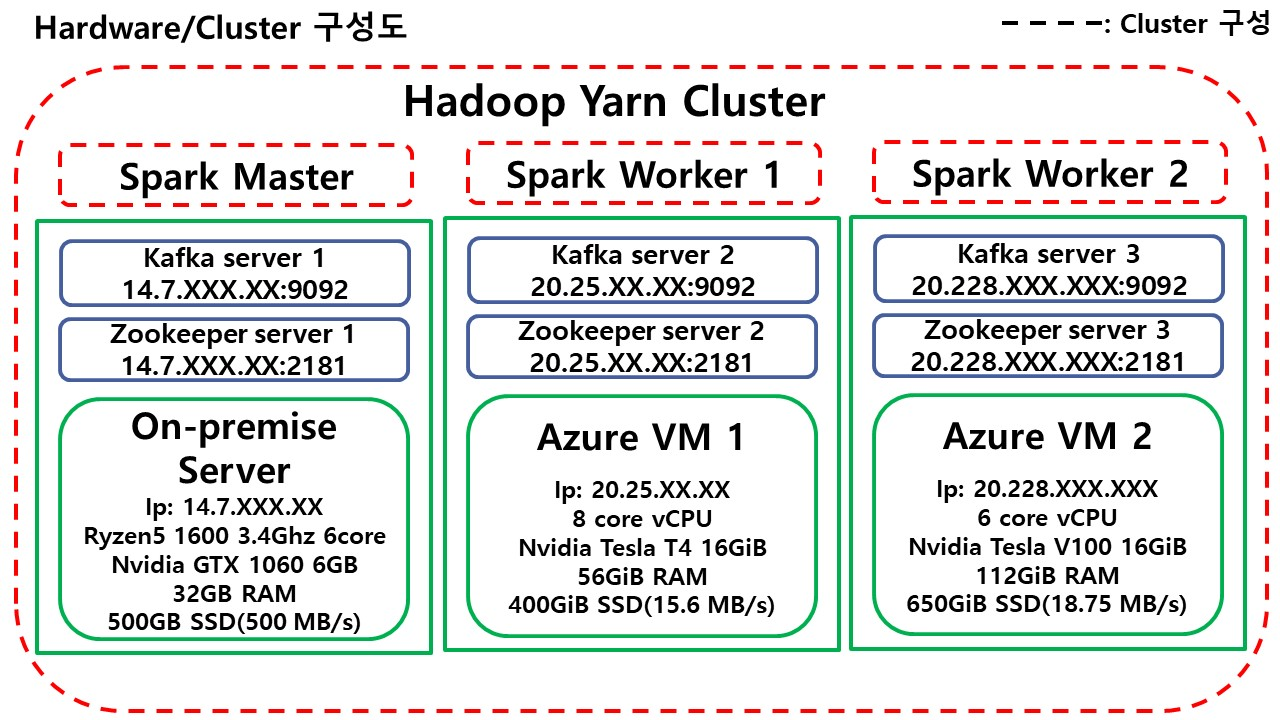 Hardware/Cluster 구성도
: Cluster 구성
Hadoop Yarn Cluster
Spark Master
Kafka server 1
14.7.XXX.XX:9092
Zookeeper server 1
14.7.XXX.XX:2181
On-premise
Server
Ip: 14.7.XXX.XX
Ryzen5 1600 3.4Ghz 6core
Nvidia GTX 1060 6GB
32GB RAM
500GB SSD(500 MB/s)
Spark Worker 1
Kafka server 2
20.25.XX.XX:9092
Zookeeper server 2
20.25.XX.XX:2181
Azure VM 1
Ip: 20.25.XX.XX
8 core vCPU
Nvidia Tesla T4 16GiB
56GiB RAM
400GiB SSD(15.6 MB/s)
Spark Worker 2
Kafka server 3
20.228.XXX.XXX:9092
Zookeeper server 3
20.228.XXX.XXX:2181
Azure VM 2
Ip: 20.228.XXX.XXX
6 core vCPU
Nvidia Tesla V100 16GiB
112GiB RAM
650GiB SSD(18.75 MB/s)